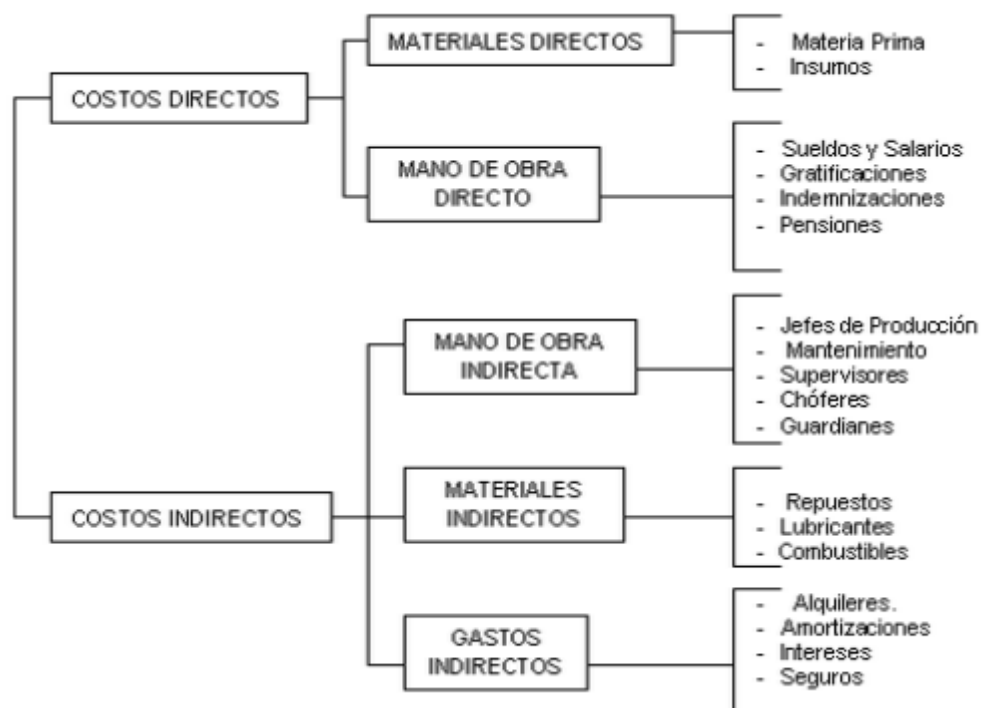 COSTOS DIRECTOS
MATERIALES DIRECTOS
- Materia Prima
- Insumos
MANO DE OBRA
DIRECTO
- Sueldos y Salarios
- Gratificaciones
- Indemnizaciones
- Pensiones
COSTOS INDIRECTOS
MANO DE OBRA
INDIRECTA
- Jefes de Producción
- Mantenimiento
- Supervisores
- Chóferes
- Guardianes
MATERIALES
INDIRECTOS
- Repuestos
- Lubricantes
- Combustibles
GASTOS
INDIRECTOS
- Alquileres.
- Amortizaciones
- Intereses
- Seguros